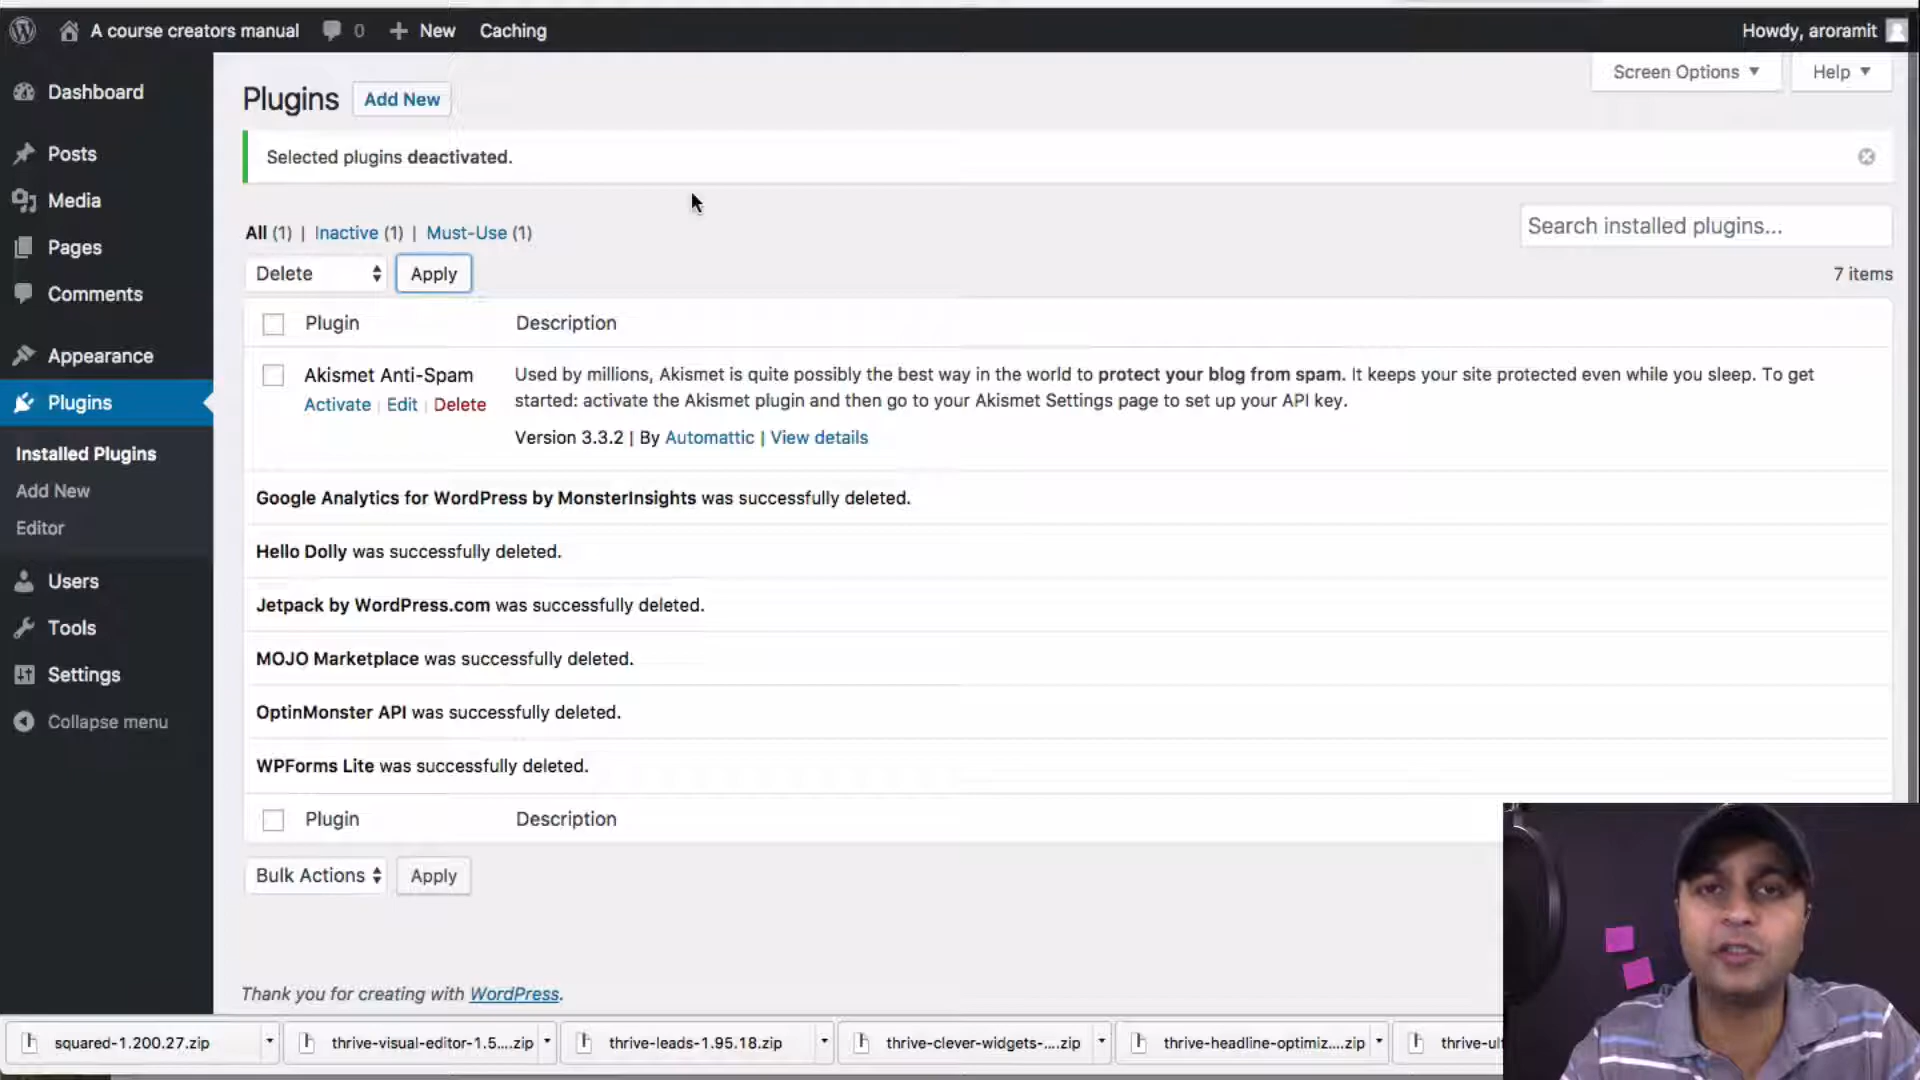 A course creators manual 0 New Caching Howdy, aroramit
Screen Options Help
Dashboard
Posts
Media
Pages
Comments
Appearance
Plugins
Installed Plugins
Add New
Editor
Users
Tools
Settings
Collapse menu
Plugins Add New
Selected plugins deactivated.
All (1) | Inactive (1) | Must-Use (1)
Search installed plugins...
Delete Apply
7 items
Plugin Description
Akismet Anti-Spam
Activate | Edit | Delete
Used by millions, Akismet is quite possibly the best way in the world to protect your blog from spam. It keeps your site protected even while you sleep. To get
started: activate the Akismet plugin and then go to your Akismet Settings page to set up your API key.
Version 3.3.2 | By Automattic | View details
Google Analytics for WordPress by MonsterInsights was successfully deleted.
Hello Dolly was successfully deleted.
Jetpack by WordPress.com was successfully deleted.
MOJO Marketplace was successfully deleted.
OptinMonster API was successfully deleted.
WPForms Lite was successfully deleted.
Plugin Description
Bulk Actions Apply
Thank you for creating with WordPress.
squared-1.200.27.zip thrive-visual-editor-1.5....zip thrive-leads-1.95.18.zip thrive-clever-widgets-....zip thrive-headline-optimiz....zip thrive-ul